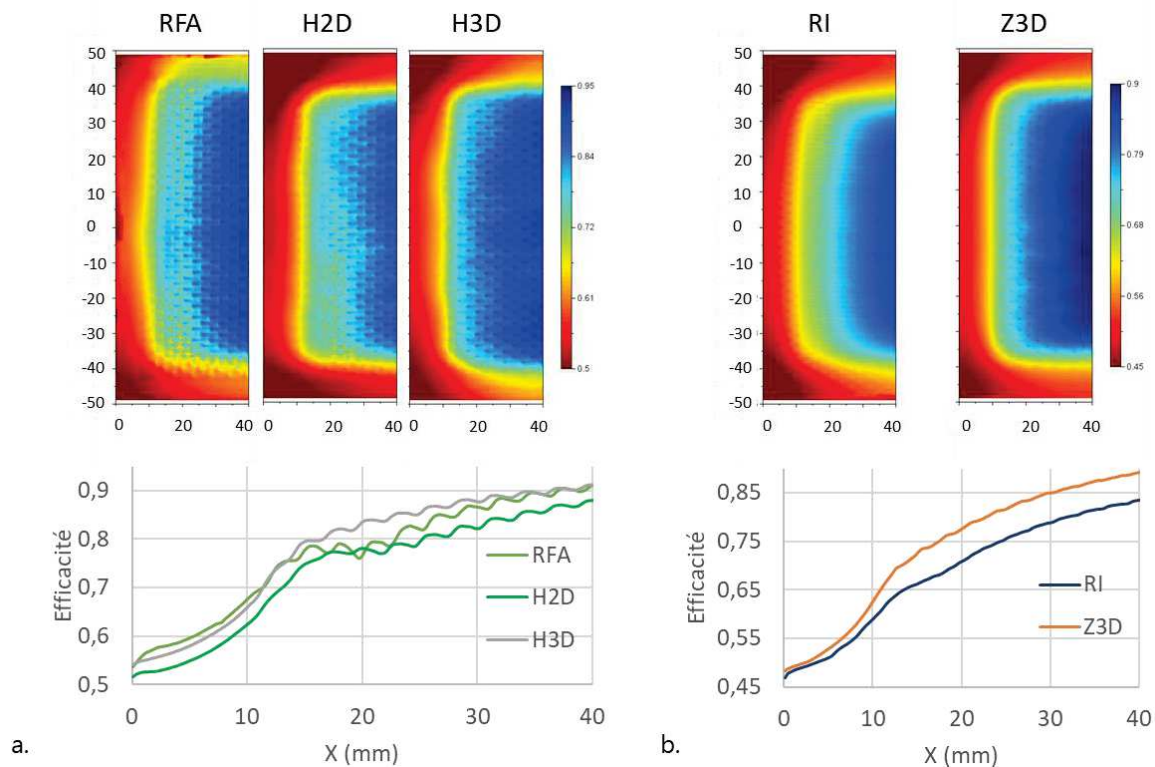 RFA H2D H3D RI Z3D
50 50
40 40
30 30
20 20
10 10
0 0
-10 -10
-20 -20
-30 -30
-40 -40
-50 -50
0.95
0.84
0.72
0.61
0.5
0.9
0.79
0.68
0.56
0.45
0 20 40 0 20 40 0 20 40 0 20 40 0 20 40
Efficacité
0,9
0,8
0,7
0,6
0,5
0 10 20 30 40
X (mm)
RFA
H2D
H3D
a.
Efficacité
0,85
0,75
0,65
0,55
0,45
0 10 20 30 40
X (mm)
RI
Z3D
b.